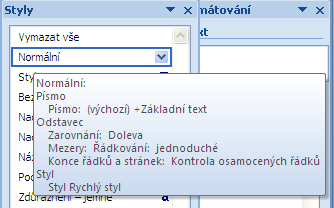 Styly
mátování
Vymazat vše
xt
Normální
Sty
Normální:
Písmo
Písmo: (výchozí) +Základní text
Odstavec
Zarovnání: Doleva
Mezery: Řádkování: jednoduché
Konce řádků a stránek: Kontrola osamocených řádků
Styl
Styl Rychlý styl
Bez
Nad
Nad
Náz
Pod
Zdůraznění – jemné a